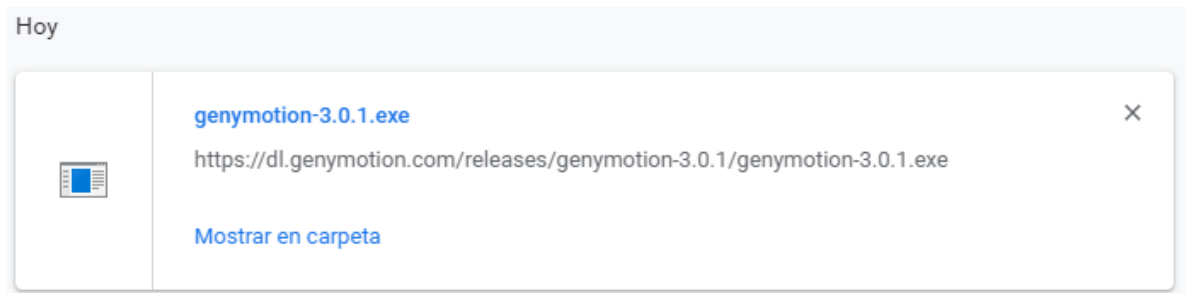 Hoy
genymotion-3.0.1.exe
https://dl.genymotion.com/releases/genymotion-3.0.1/genymotion-3.0.1.exe
Mostrar en carpeta